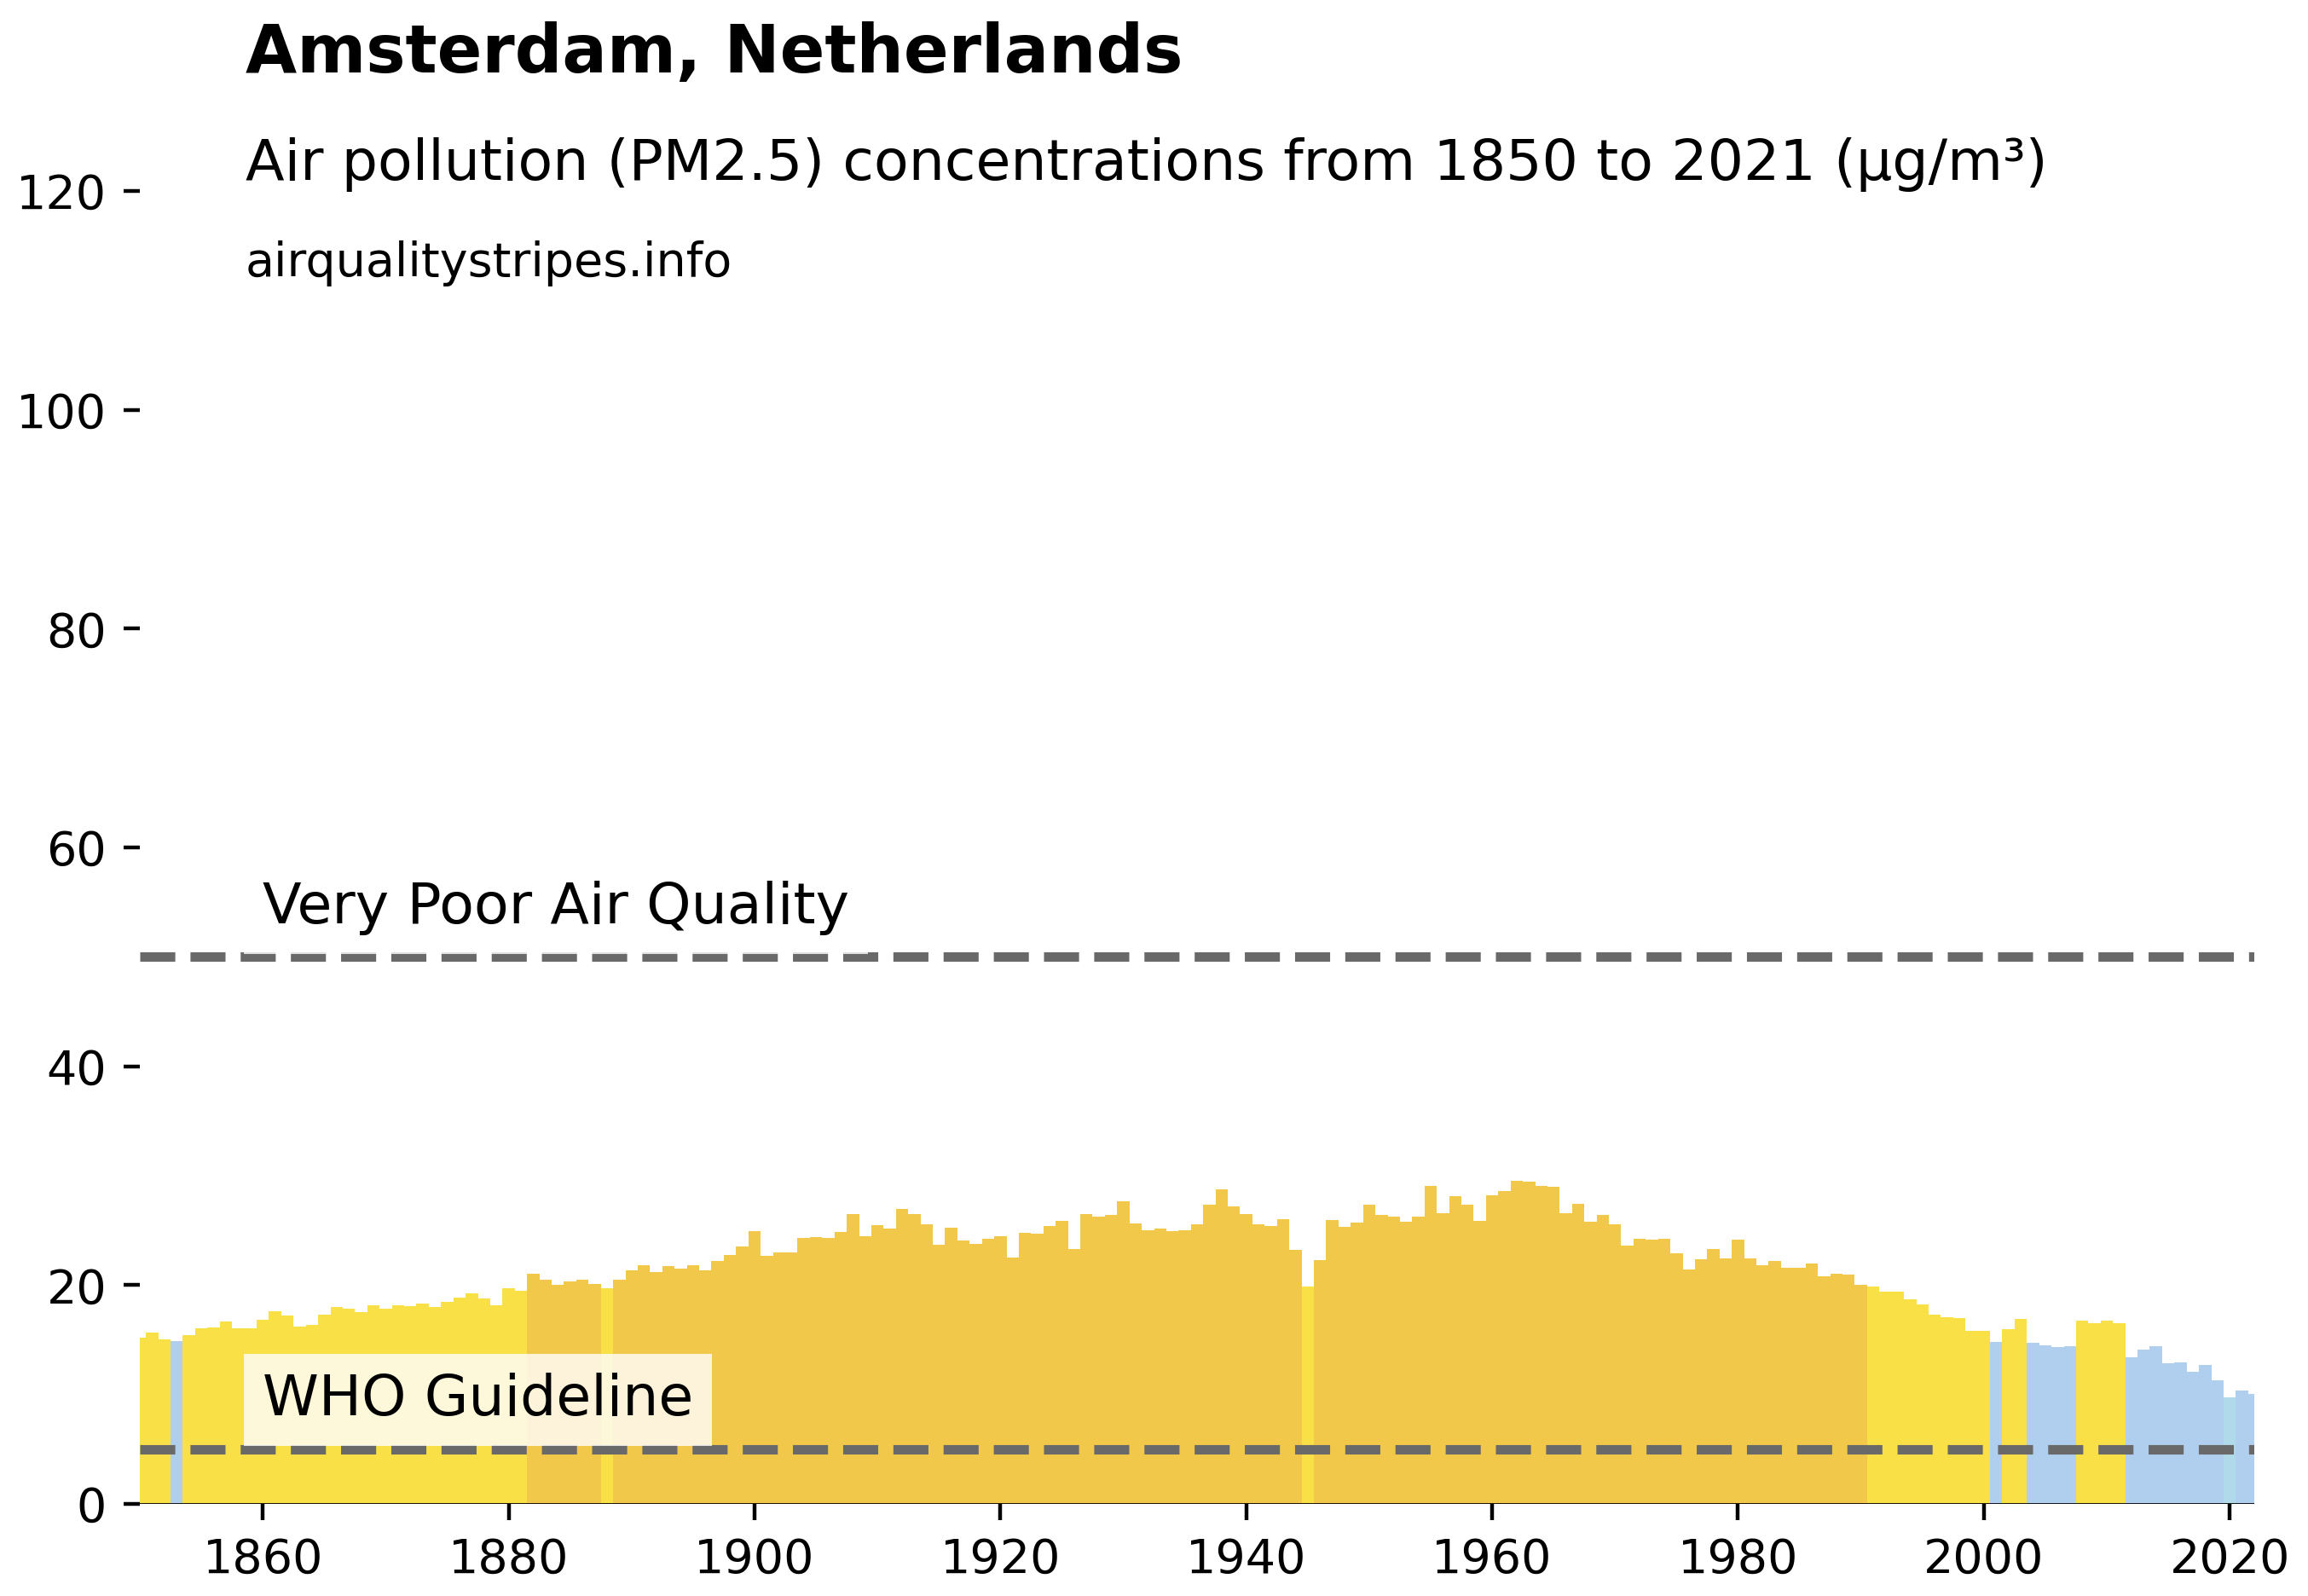 Amsterdam, Netherlands
Air pollution (PM2.5) concentrations from 1850 to 2021 (µg/m³)
airqualitystripes.info
120
100
80
60
Very Poor Air Quality
40
20
WHO Guideline
0
1860 1880 1900 1920 1940 1960 1980 2000 2020